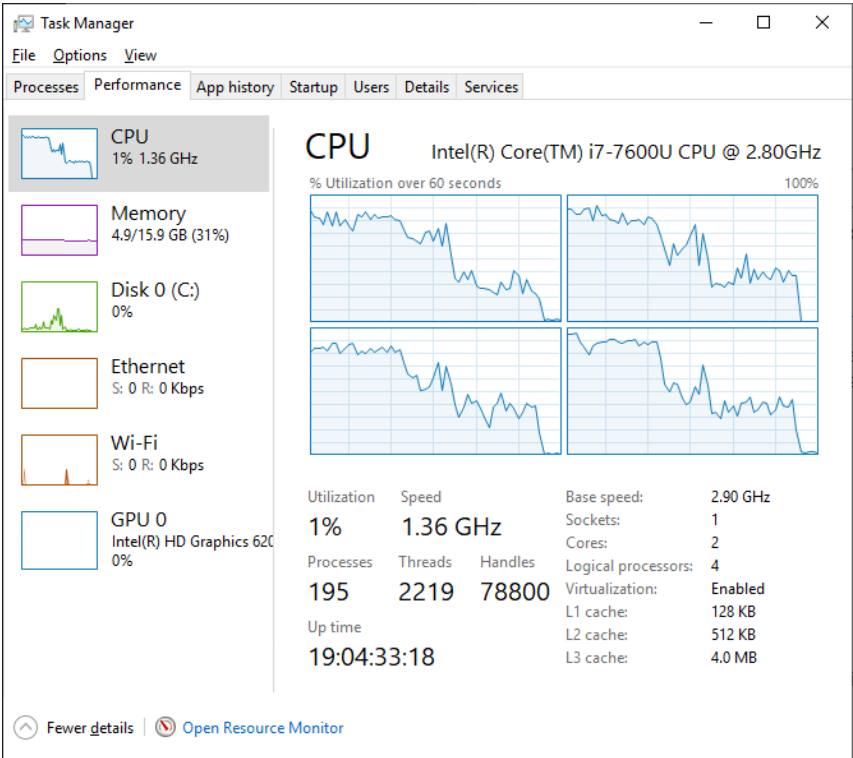 Task Manager
File Options View
Processes Performance App history Startup Users Details Services
CPU
1% 1.36 GHz
Memory
4.9/15.9 GB (31%)
Disk 0 (C:)
0%
Ethernet
S: 0 R: 0 Kbps
Wi-Fi
S: 0 R: 0 Kbps
GPU 0
Intel(R) HD Graphics 620
0%
CPU Intel(R) Core(TM) i7-7600U CPU @ 2.80GHz
% Utilization over 60 seconds 100%
Utilization Speed
1% 1.36 GHz
Processes Threads Handles
195 2219 78800
Up time
19:04:33:18
Base speed: 2.90 GHz
Sockets: 1
Cores: 2
Logical processors: 4
Virtualization: Enabled
L1 cache: 128 KB
L2 cache: 512 KB
L3 cache: 4.0 MB
Fewer details Open Resource Monitor